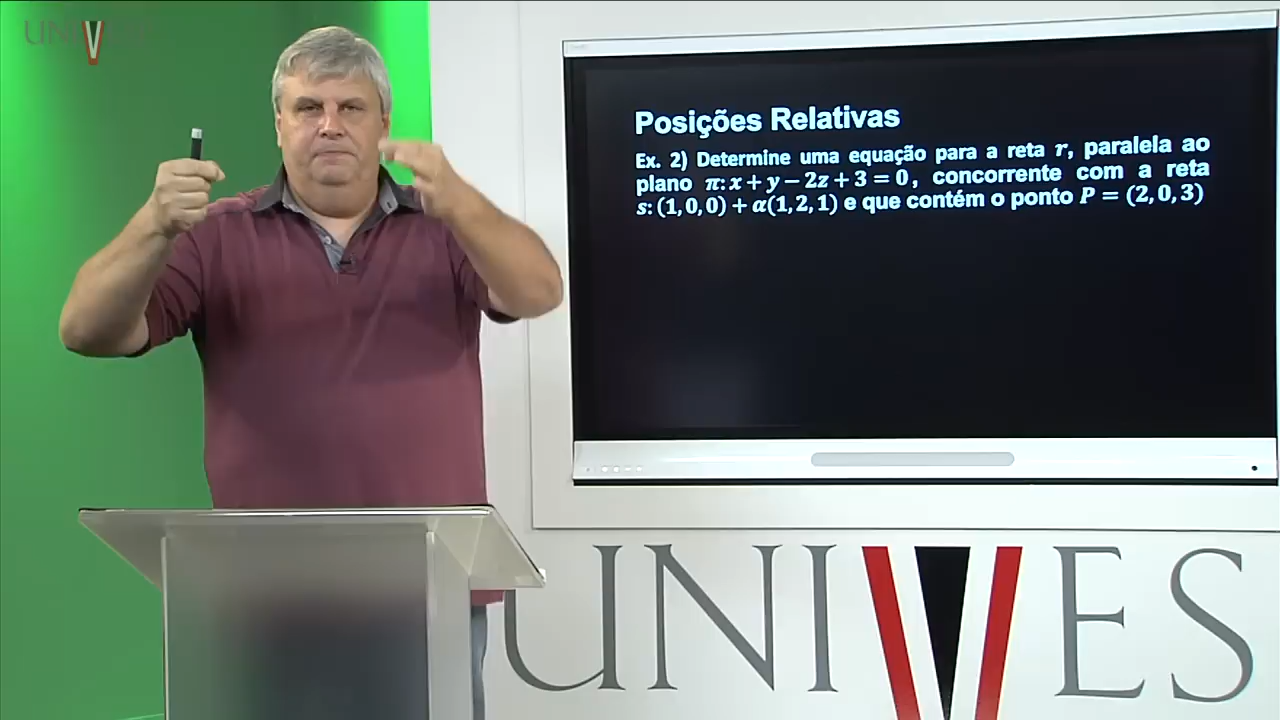 UNIVESP
Posições Relativas
Ex. 2) Determine uma equação para a reta r, paralela ao
plano π: x + y − 2z + 3 = 0, concorrente com a reta
s: (1, 0, 0) + α(1, 2, 1) e que contém o ponto P = (2, 0, 3)
UNIVES